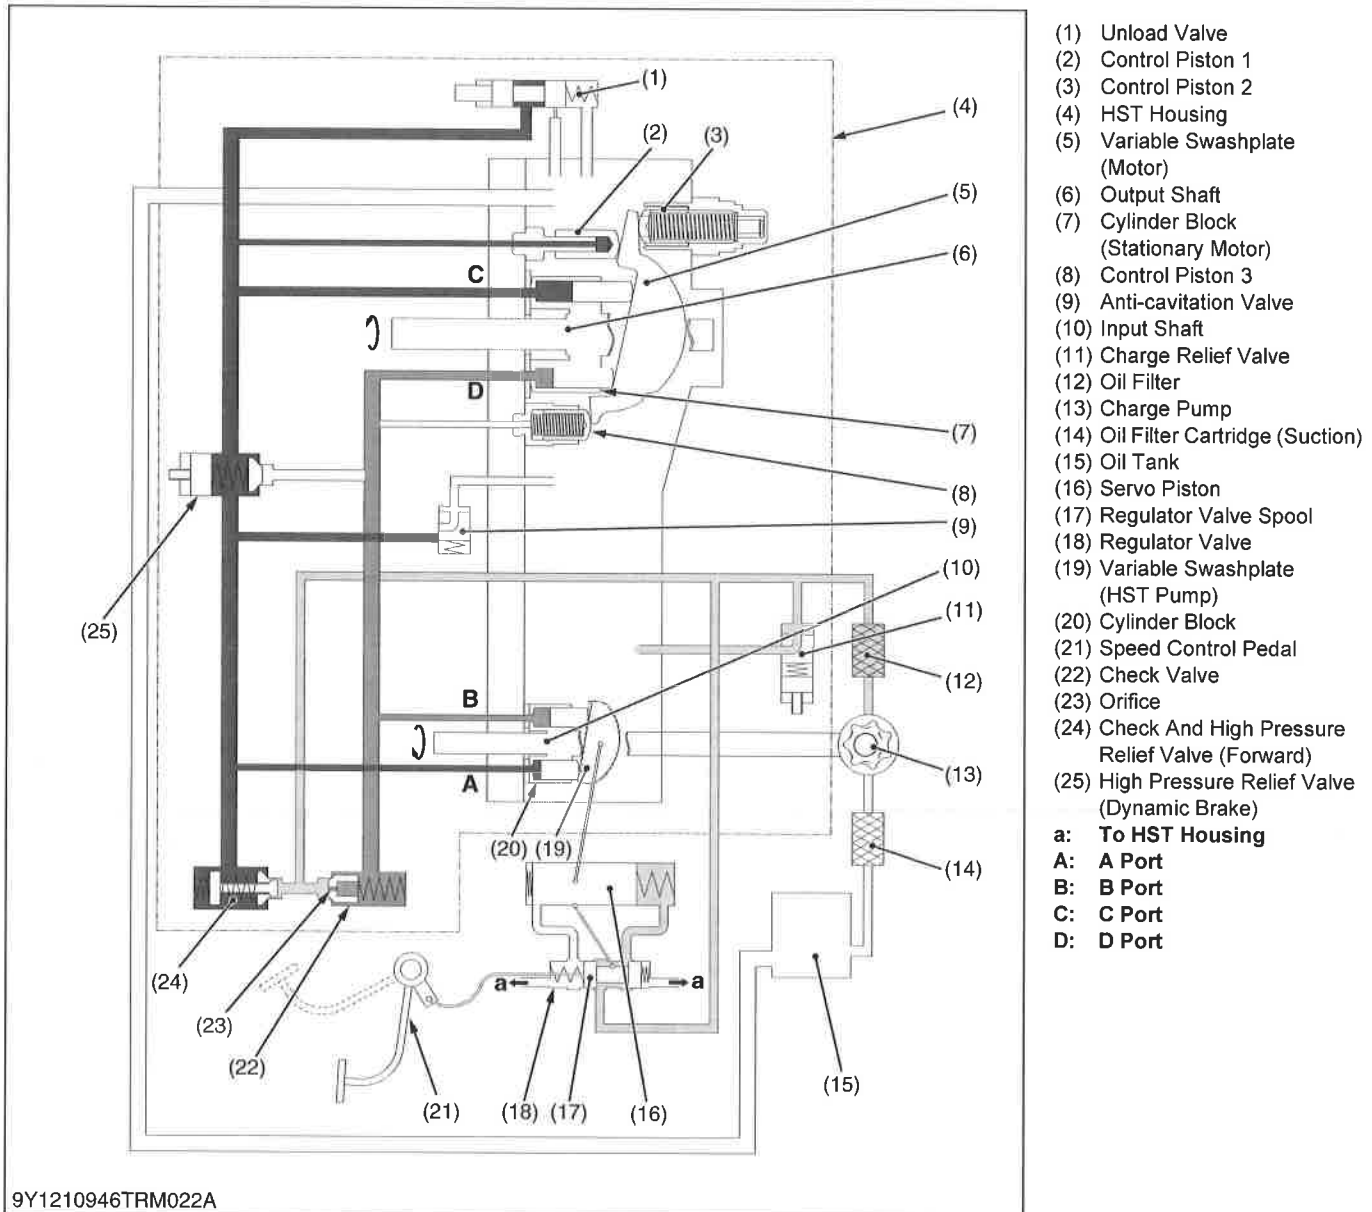 (1)
(2)
(3)
(4)
(5)
(6)
C
D
(7)
(8)
(9)
(10)
(11)
(25)
(12)
B
A
(13)
(20) (19)
(14)
(24)
a
a
(23)
(22)
(21)
(18)
(17)
(16)
(15)
9Y1210946TRM022A
(1) Unload Valve
(2) Control Piston 1
(3) Control Piston 2
(4) HST Housing
(5) Variable Swashplate
(Motor)
(6) Output Shaft
(7) Cylinder Block
(Stationary Motor)
(8) Control Piston 3
(9) Anti-cavitation Valve
(10) Input Shaft
(11) Charge Relief Valve
(12) Oil Filter
(13) Charge Pump
(14) Oil Filter Cartridge (Suction)
(15) Oil Tank
(16) Servo Piston
(17) Regulator Valve Spool
(18) Regulator Valve
(19) Variable Swashplate
(HST Pump)
(20) Cylinder Block
(21) Speed Control Pedal
(22) Check Valve
(23) Orifice
(24) Check And High Pressure
Relief Valve (Forward)
(25) High Pressure Relief Valve
(Dynamic Brake)
a: To HST Housing
A: A Port
B: B Port
C: C Port
D: D Port